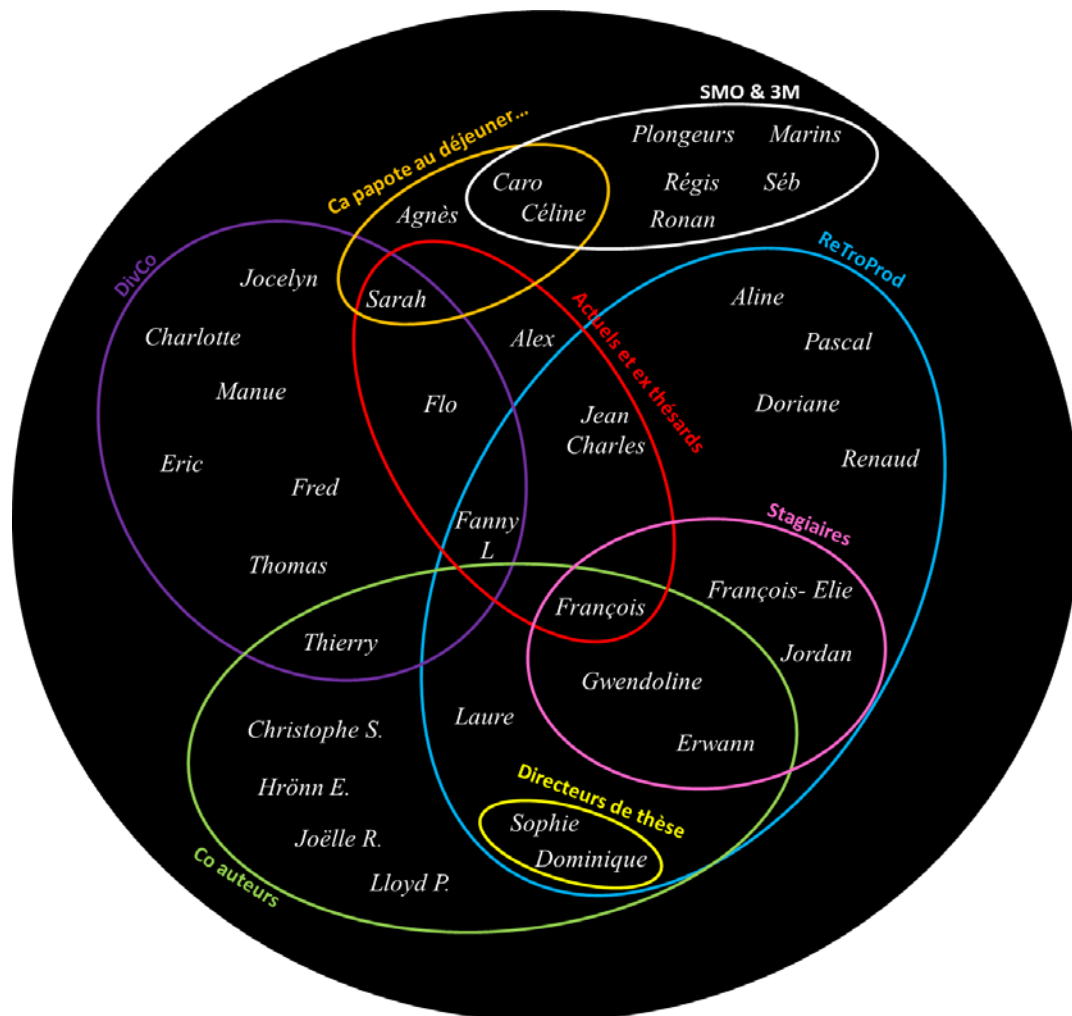 SMO & 3M
Plongeurs Marins
Ca papote au déjeuner...
Caro
Régis Séb
Céline
Agnès
Ronan
DivCo
ReTroProd
Jocelyn
Sarah
Aline
Actuels et ex thésards
Charlotte
Alex
Pascal
Manue
Flo
Doriane
Jean
Charles
Eric
Renaud
Fred
Fanny
L
Stagiaires
Thomas
François- Elie
François
Thierry
Jordan
Gwendoline
Laure
Christophe S.
Erwann
Hrönn E.
Directeurs de thèse
Sophie
Joëlle R.
Dominique
Co auteurs
Lloyd P.